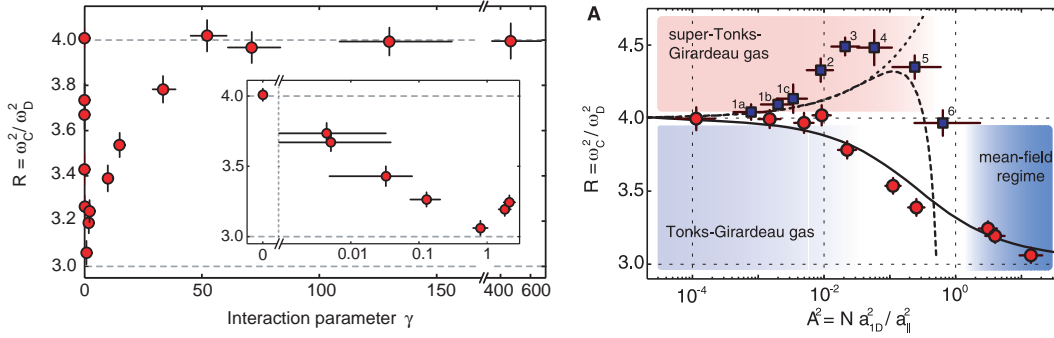 4.0
3.8
3.6
3.4
3.2
3.0
R = ω_C^2/ω_D^2
4.0
3.5
3.0
0
0.01
0.1
1
0
50
100
150
400
600
Interaction parameter γ
A
4.5
4.0
3.5
3.0
R = ω_C^2/ω_D^2
super-Tonks-
Girardeau gas
1a
1b
1c
2
3
4
5
6
mean-field
regime
Tonks-Girardeau gas
10^-4
10^-2
10^0
A^2 = N a_1D^2 / a_||^2